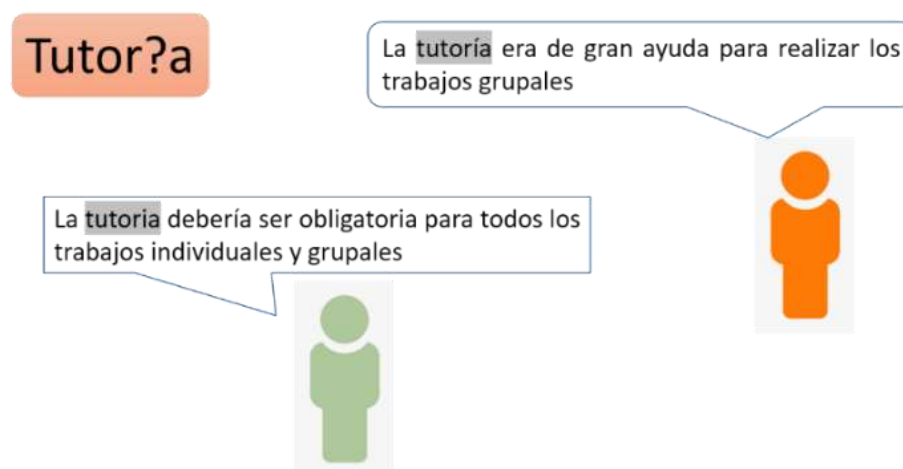 Tutor?a
La tutoría era de gran ayuda para realizar los
trabajos grupales
La tutoria debería ser obligatoria para todos los
trabajos individuales y grupales